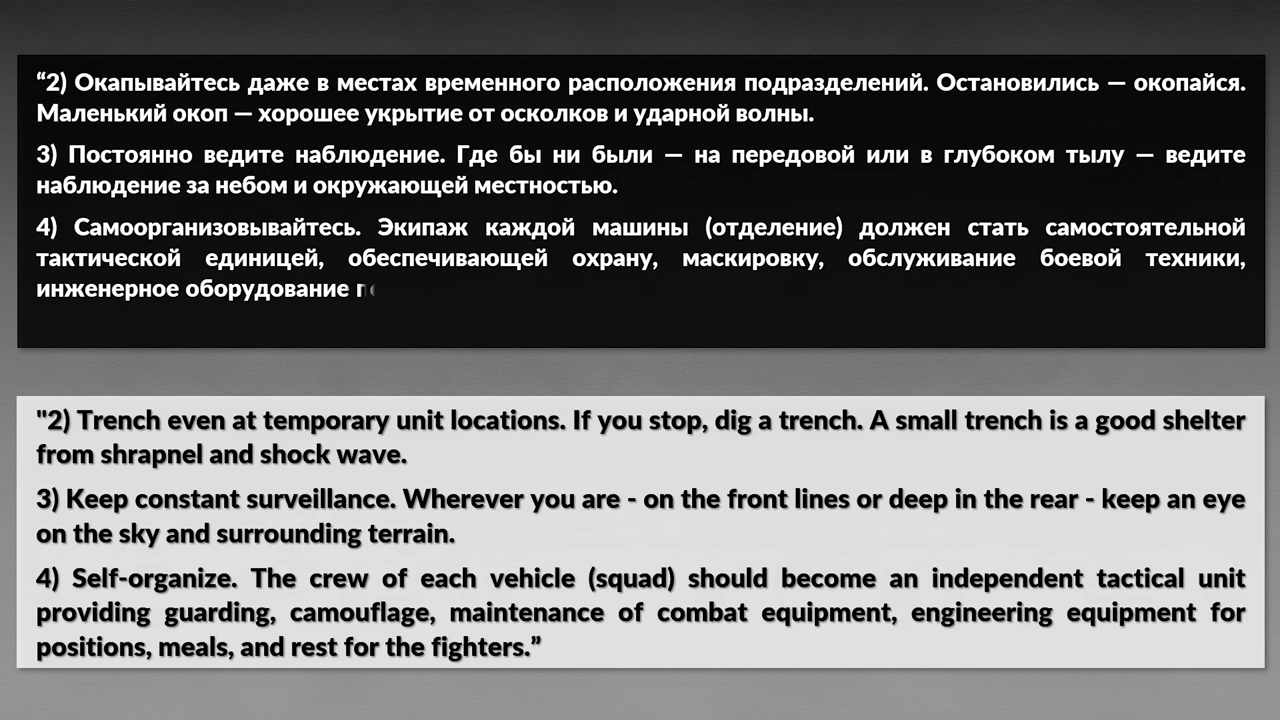 “2) Окапывайтесь даже в местах временного расположения подразделений. Остановились — окопайся.
Маленький окоп — хорошее укрытие от осколков и ударной волны.
3) Постоянно ведите наблюдение. Где бы ни были — на передовой или в глубоком тылу — ведите
наблюдение за небом и окружающей местностью.
4) Самоорганизовывайтесь. Экипаж каждой машины (отделение) должен стать самостоятельной
тактической единицей, обеспечивающей охрану, маскировку, обслуживание боевой техники,
инженерное оборудование
"2) Trench even at temporary unit locations. If you stop, dig a trench. A small trench is a good shelter
from shrapnel and shock wave.
3) Keep constant surveillance. Wherever you are - on the front lines or deep in the rear - keep an eye
on the sky and surrounding terrain.
4) Self-organize. The crew of each vehicle (squad) should become an independent tactical unit
providing guarding, camouflage, maintenance of combat equipment, engineering equipment for
positions, meals, and rest for the fighters.”